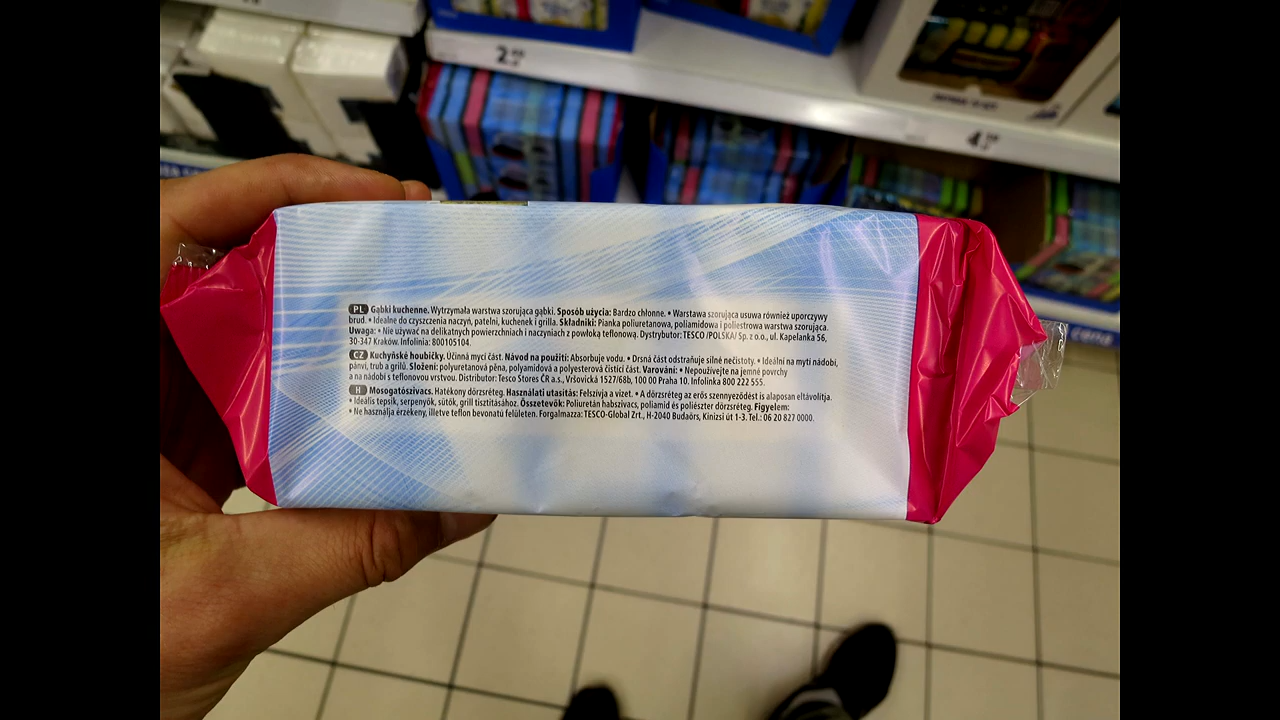 2
4
PL Gąbki kuchenne. Wytrzymała warstwa szorująca gąbki. Sposób użycia: Bardzo chłonne. • Warstawa szorująca usuwa również uporczywy
brud. • Idealne do czyszczenia naczyń, patelni, kuchenek i grilla. Składniki: Pianka poliuretanowa, poliamidowa i poliestrowa warstwa szorująca.
Uwaga: • Nie używać na delikatnych powierzchniach i naczyniach z powłoką teflonową. Dystrybutor: TESCO /POLSKA/ Sp. z o.o., ul. Kapelanka 56,
30-347 Kraków. Infolinia: 800105104.
CZ Kuchyňské houbičky. Účinná mycí část. Návod na použití: Absorbuje vodu. • Drsná část odstraňuje silné nečistoty. • Ideální na mytí nádobí,
pánví, trub a grilů. Složení: polyuretanová pěna, polyamidová a polyesterová čistící část. Varování: • Nepoužívejte na jemné povrchy
a na nádobí s teflonovou vrstvou. Distributor: Tesco Stores ČR a.s., Vršovická 1527/68b, 100 00 Praha 10. Infolinka 800 222 555.
H Mosogatószivacs. Hatékony dörzsréteg. Használati utasítás: Felszívja a vizet. • A dörzsréteg az erős szennyeződést is alaposan eltávolítja.
• Ideális tepsik, serpenyők, sütők, grill tisztításához. Összetevők: Poliuretán habszivacs, poliamid és poliészter dörzsréteg. Figyelem:
• Ne használja érzékeny, illetve teflon bevonatú felületen. Forgalmazza: TESCO-Global Zrt., H-2040 Budaörs, Kinizsi út 1-3. Tel.: 06 20 827 0000.
cena